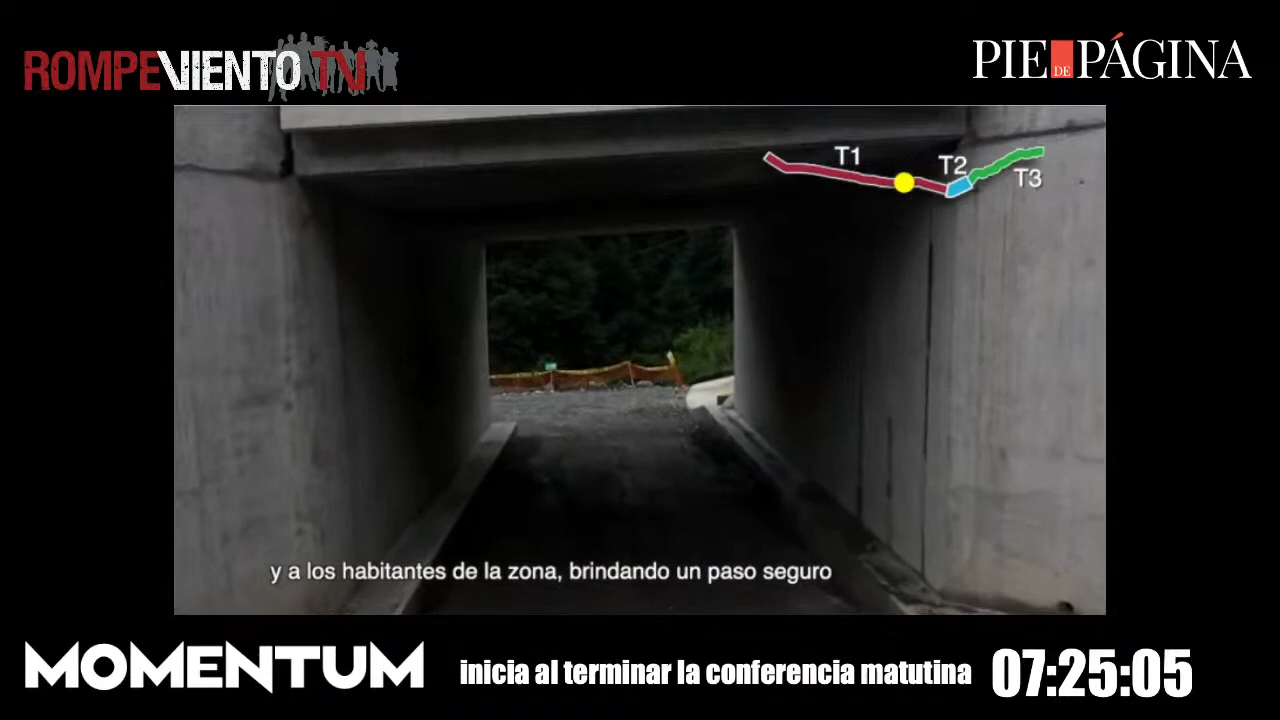 ROMPEVIENTO TV
PIE DE PÁGINA
T1
T2
T3
y a los habitantes de la zona, brindando un paso seguro
MOMENTUM
inicia al terminar la conferencia matutina
07:25:05